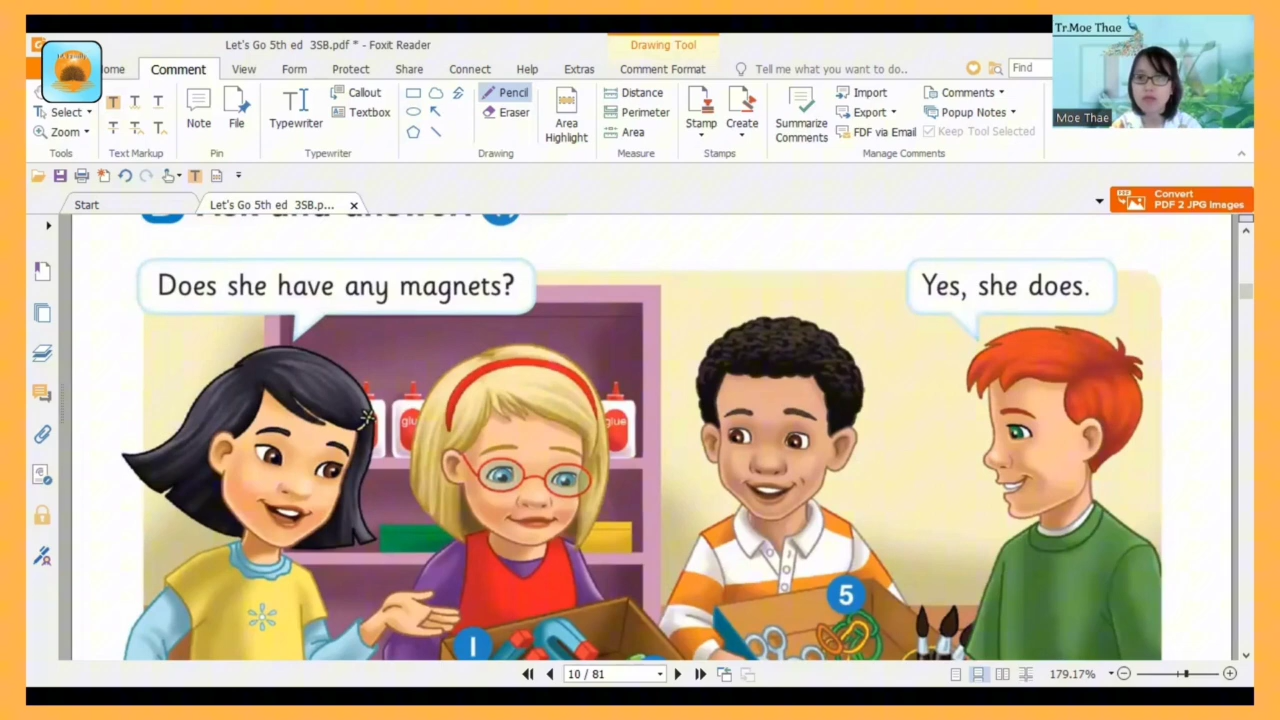 Let's Go 5th ed 3SB.pdf * - Foxit Reader
Drawing Tool
Tr.Moe Thae
Moe Thae
Comment
View
Form
Protect
Share
Connect
Help
Extras
Comment Format
Tell me what you want to do..
Find
Select
Zoom
Tools
Text Markup
Note
File
Pin
Typewriter
Callout
Textbox
Typewriter
Pencil
Eraser
Drawing
Area
Highlight
Distance
Perimeter
Area
Measure
Stamp
Create
Stamps
Summarize
Comments
Import
Export
FDF via Email
Comments
Popup Notes
Keep Tool Selected
Manage Comments
Start
Let's Go 5th ed 3SB.p...
Convert
PDF 2 JPG Images
Does she have any magnets?
Yes, she does.
glue
1
5
10 / 81
179.17%